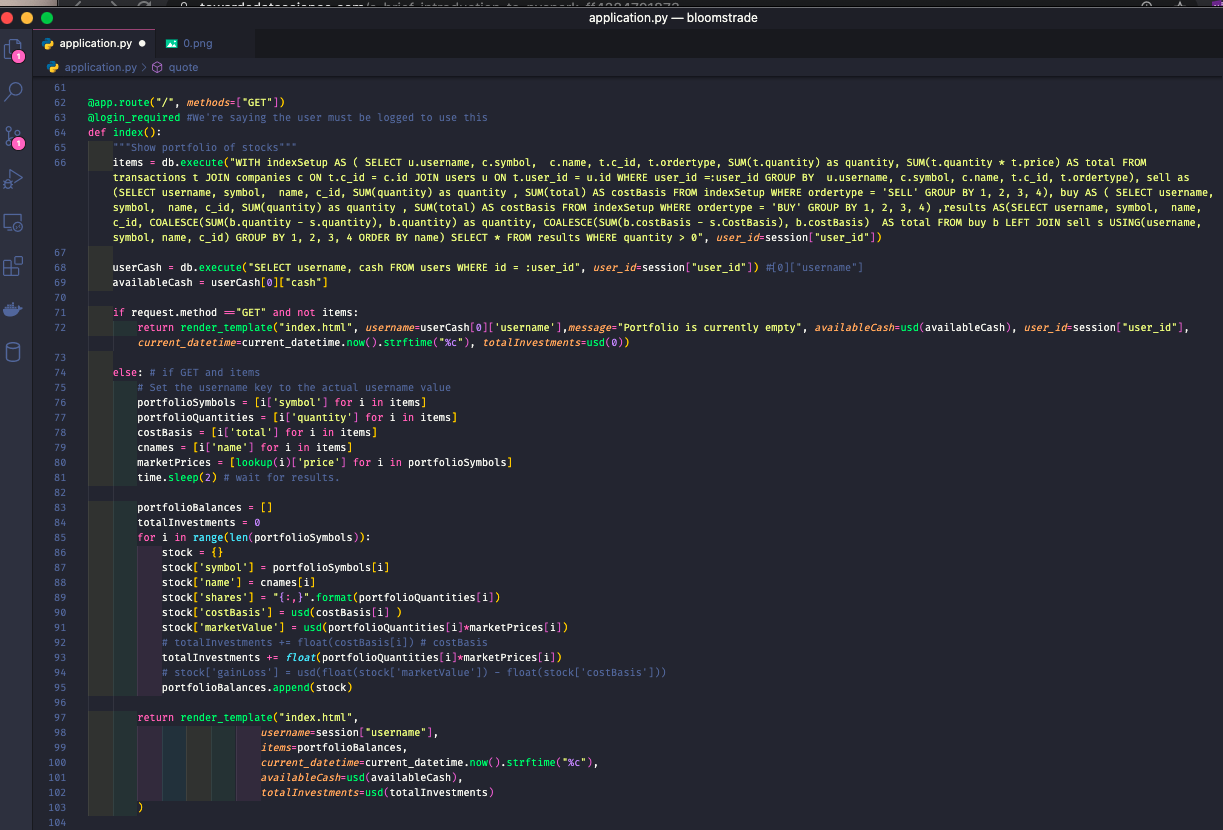 application.py — bloomstrade
application.py
0.png
application.py > quote
1
1
61
62 @app.route("/", methods=["GET"])
63 @login_required #We're saying the user must be logged to use this
64 def index():
65 """Show portfolio of stocks"""
66 items = db.execute("WITH indexSetup AS ( SELECT u.username, c.symbol,  c.name, t.c_id, t.ordertype, SUM(t.quantity) as quantity, SUM(t.quantity * t.price) AS total FROM
transactions t JOIN companies c ON t.c_id = c.id JOIN users u ON t.user_id = u.id WHERE user_id =:user_id GROUP BY  u.username, c.symbol, c.name, t.c_id, t.ordertype), sell as
(SELECT username, symbol,  name, c_id, SUM(quantity) as quantity , SUM(total) AS costBasis FROM indexSetup WHERE ordertype = 'SELL' GROUP BY 1, 2, 3, 4), buy AS ( SELECT username,
symbol,  name, c_id, SUM(quantity) as quantity , SUM(total) AS costBasis FROM indexSetup WHERE ordertype = 'BUY' GROUP BY 1, 2, 3, 4) ,results AS(SELECT username, symbol,  name,
c_id, COALESCE(SUM(b.quantity - s.quantity), b.quantity) as quantity, COALESCE(SUM(b.costBasis - s.CostBasis), b.costBasis)  AS total FROM buy b LEFT JOIN sell s USING(username,
symbol, name, c_id) GROUP BY 1, 2, 3, 4 ORDER BY name) SELECT * FROM results WHERE quantity > 0", user_id=session["user_id"])
67
68 userCash = db.execute("SELECT username, cash FROM users WHERE id = :user_id", user_id=session["user_id"]) #[0]["username"]
69 availableCash = userCash[0]["cash"]
70
71 if request.method =="GET" and not items:
72 return render_template("index.html", username=userCash[0]['username'],message="Portfolio is currently empty", availableCash=usd(availableCash), user_id=session["user_id"],
current_datetime=current_datetime.now().strftime("%c"), totalInvestments=usd(0))
73
74 else: # if GET and items
75 # Set the username key to the actual username value
76 portfolioSymbols = [i['symbol'] for i in items]
77 portfolioQuantities = [i['quantity'] for i in items]
78 costBasis = [i['total'] for i in items]
79 cnames = [i['name'] for i in items]
80 marketPrices = [lookup(i)['price'] for i in portfolioSymbols]
81 time.sleep(2) # wait for results.
82
83 portfolioBalances = []
84 totalInvestments = 0
85 for i in range(len(portfolioSymbols)):
86 stock = {}
87 stock['symbol'] = portfolioSymbols[i]
88 stock['name'] = cnames[i]
89 stock['shares'] = "{:,}".format(portfolioQuantities[i])
90 stock['costBasis'] = usd(costBasis[i] )
91 stock['marketValue'] = usd(portfolioQuantities[i]*marketPrices[i])
92 # totalInvestments += float(costBasis[i]) # costBasis
93 totalInvestments += float(portfolioQuantities[i]*marketPrices[i])
94 # stock['gainLoss'] = usd(float(stock['marketValue']) - float(stock['costBasis']))
95 portfolioBalances.append(stock)
96
97 return render_template("index.html",
98 username=session["username"],
99 items=portfolioBalances,
100 current_datetime=current_datetime.now().strftime("%c"),
101 availableCash=usd(availableCash),
102 totalInvestments=usd(totalInvestments)
103 )
104